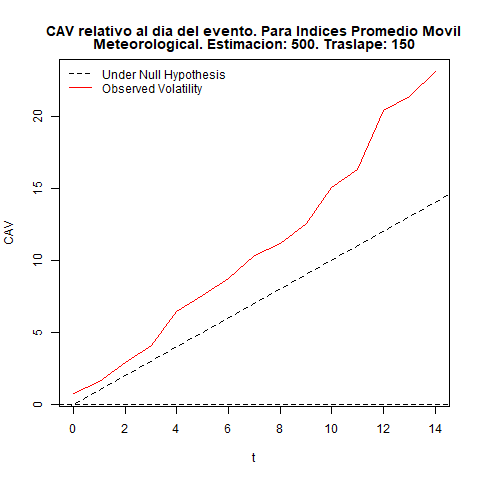 CAV relativo al dia del evento. Para Indices Promedio Movil
Meteorological. Estimacion: 500. Traslape: 150
Under Null Hypothesis
Observed Volatility
CAV
20
15
10
5
0
0 2 4 6 8 10 12 14
t